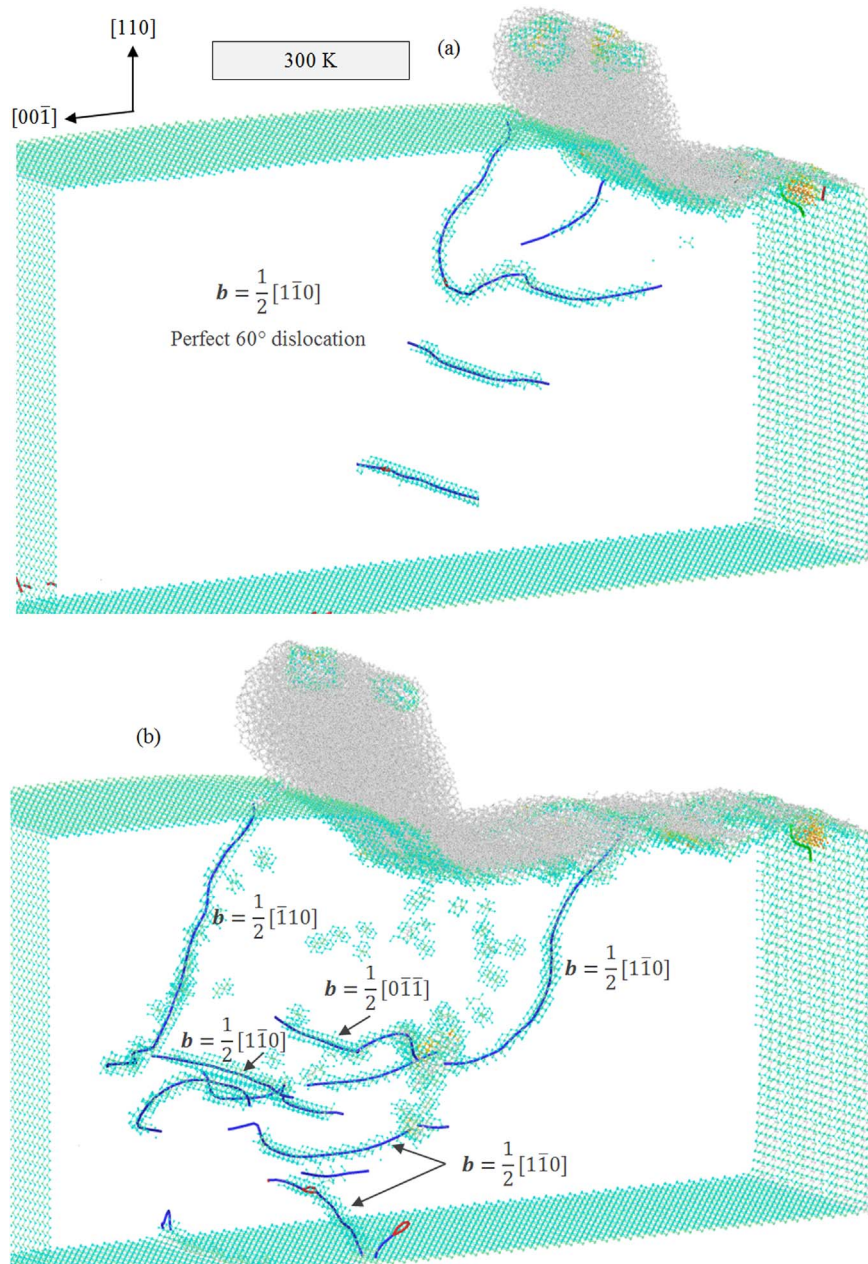 [110]
[001̅]
300 K
(a)
b = 1/2 [11̅0]
Perfect 60° dislocation
(b)
b = 1/2 [1̅10]
b = 1/2 [01̅1̅]
b = 1/2 [11̅0]
b = 1/2 [11̅0]
b = 1/2 [11̅0]